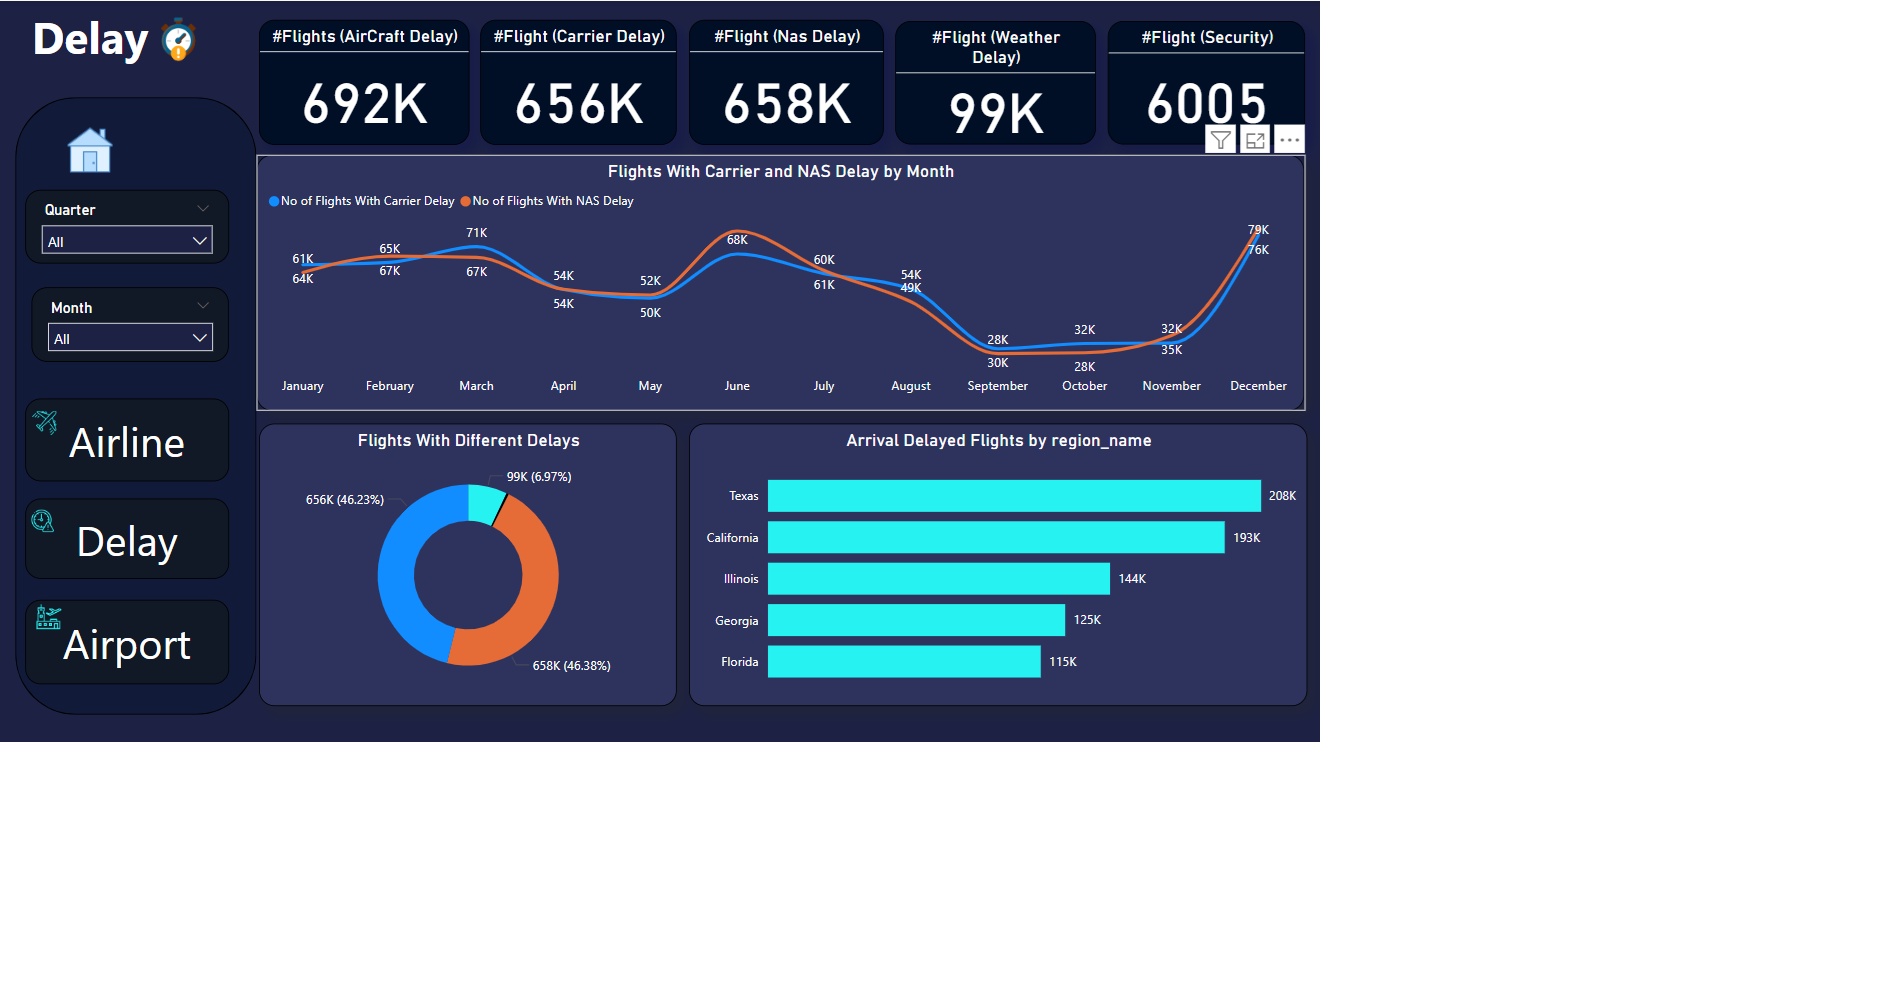 Delay
#Flights (AirCraft Delay)
692K
#Flight (Carrier Delay)
656K
#Flight (Nas Delay)
658K
#Flight (Weather
Delay)
99K
#Flight (Security)
6005
Quarter
All
Month
All
Airline
Delay
Airport
Flights With Carrier and NAS Delay by Month
No of Flights With Carrier Delay No of Flights With NAS Delay
61K 65K 71K 54K 52K 68K 60K 54K 28K 32K 32K 79K
64K 67K 67K 54K 50K 61K 49K 30K 28K 35K 76K
January February March April May June July August September October November December
Flights With Different Delays
99K (6.97%)
656K (46.23%)
658K (46.38%)
Arrival Delayed Flights by region_name
Texas 208K
California 193K
Illinois 144K
Georgia 125K
Florida 115K